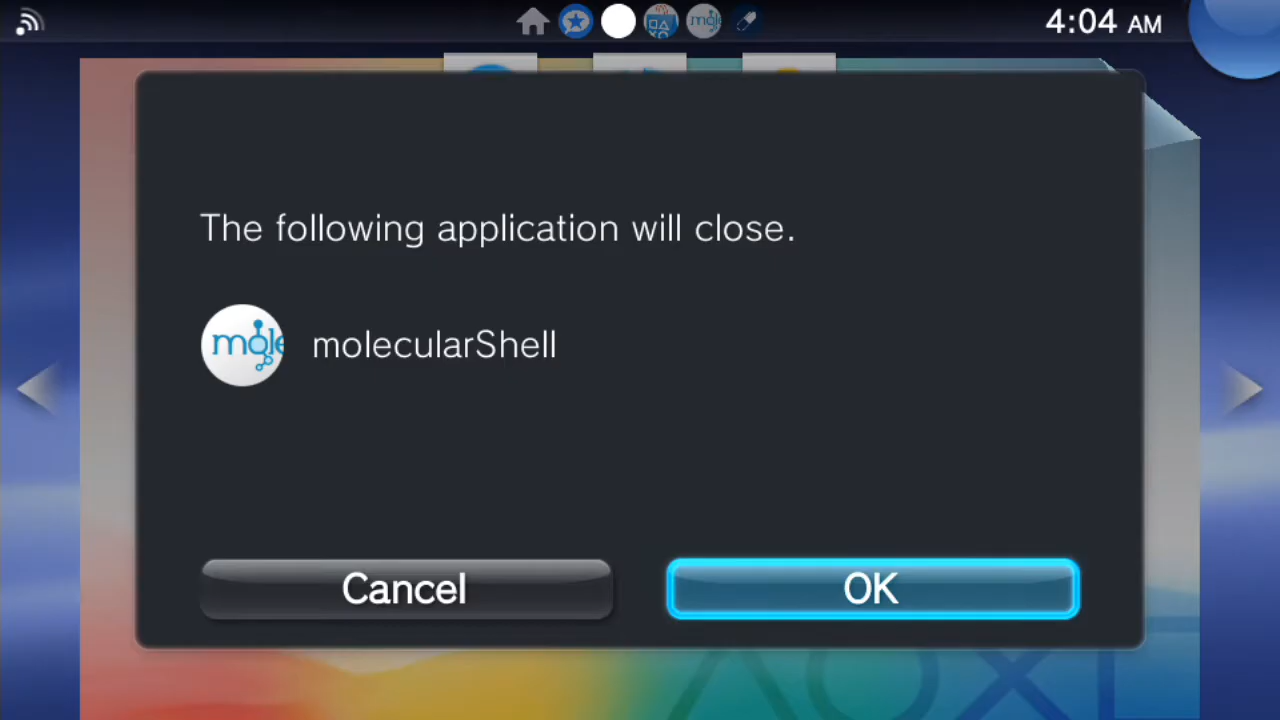 4:04 AM
The following application will close.
mole
molecularShell
Cancel
OK